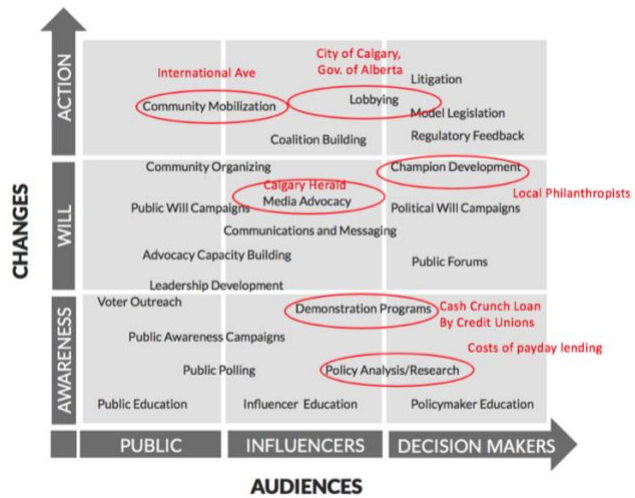 City of Calgary,
Gov. of Alberta
International Ave
Litigation
Community Mobilization
Lobbying
Model Legislation
Coalition Building
Regulatory Feedback
ACTION
Community Organizing
Champion Development
Calgary Herald
Media Advocacy
Local Philanthropists
Public Will Campaigns
Political Will Campaigns
Communications and Messaging
Advocacy Capacity Building
Public Forums
Leadership Development
WILL
CHANGES
Voter Outreach
Demonstration Programs
Cash Crunch Loan
By Credit Unions
Public Awareness Campaigns
Costs of payday lending
Public Polling
Policy Analysis/Research
Public Education
Influencer Education
Policymaker Education
AWARENESS
PUBLIC
INFLUENCERS
DECISION MAKERS
AUDIENCES